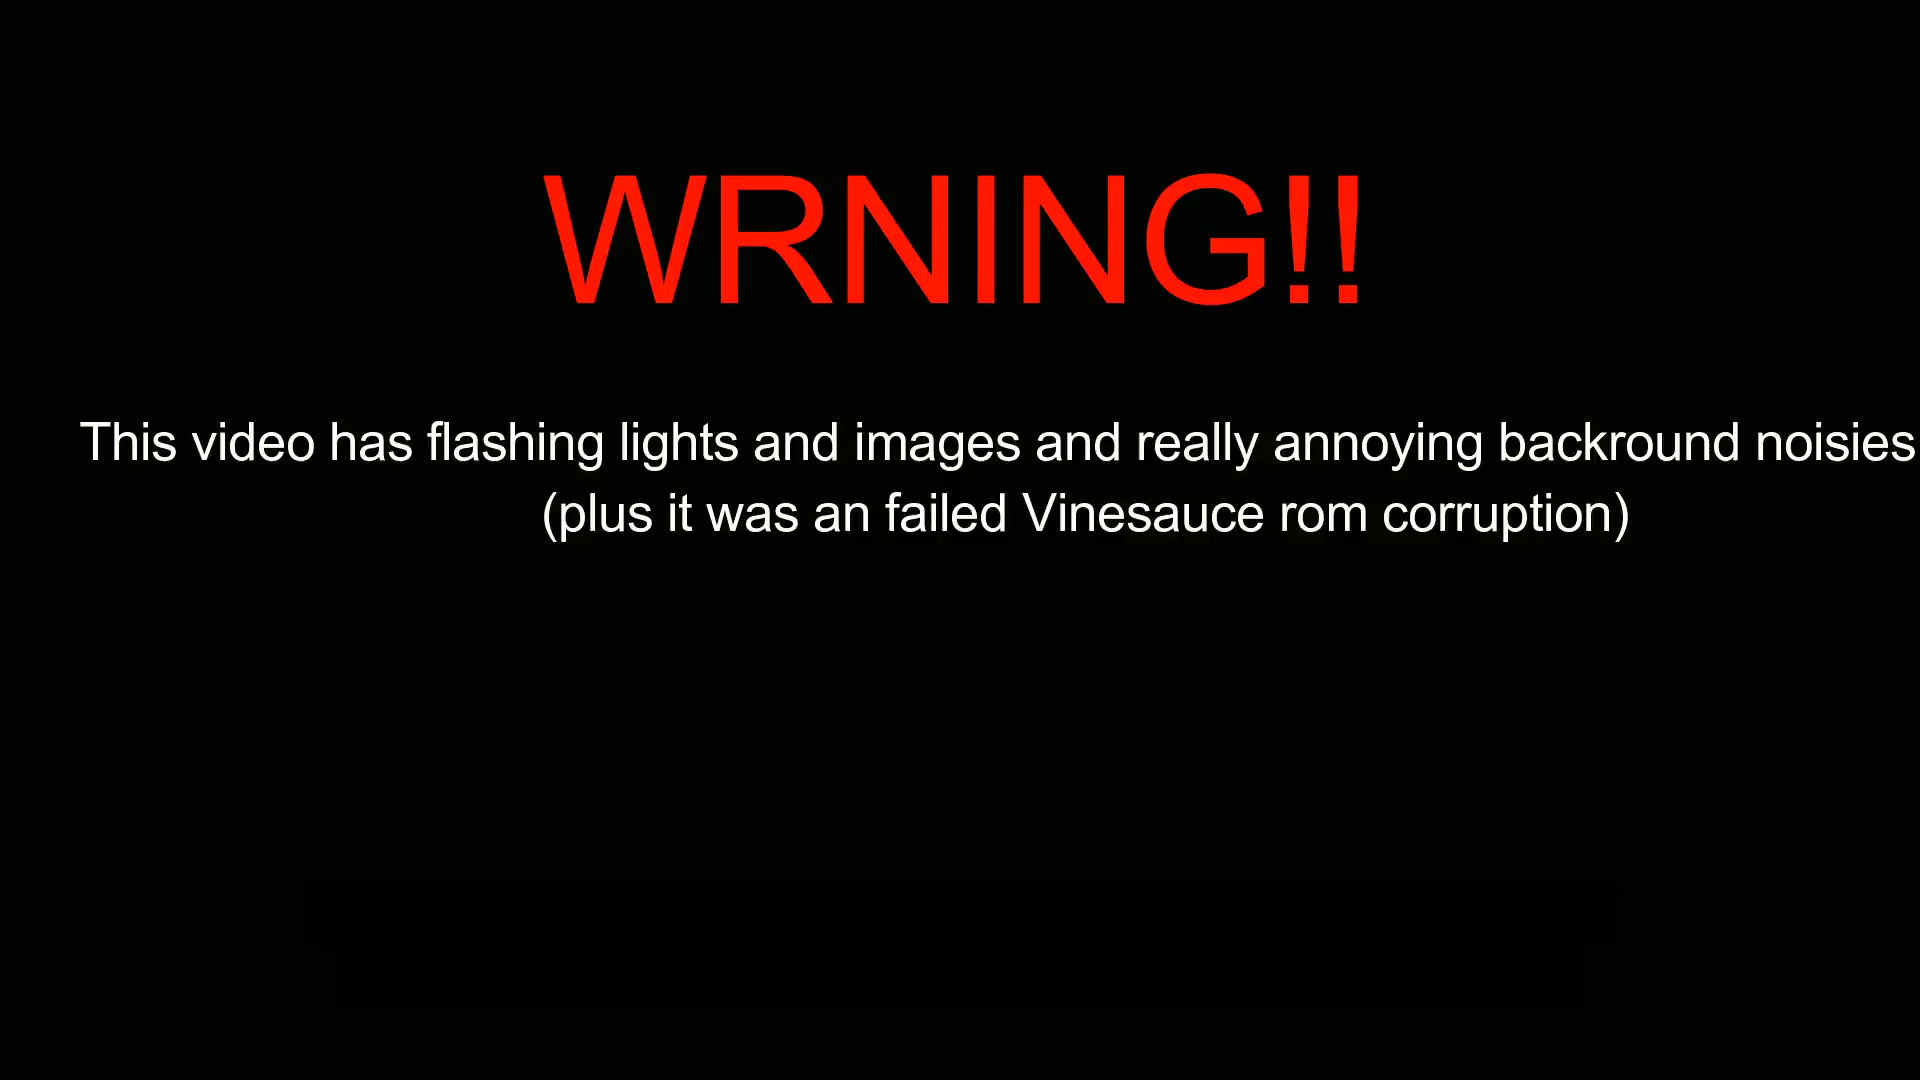 WRNING!!
This video has flashing lights and images and really annoying backround noisies
(plus it was an failed Vinesauce rom corruption)